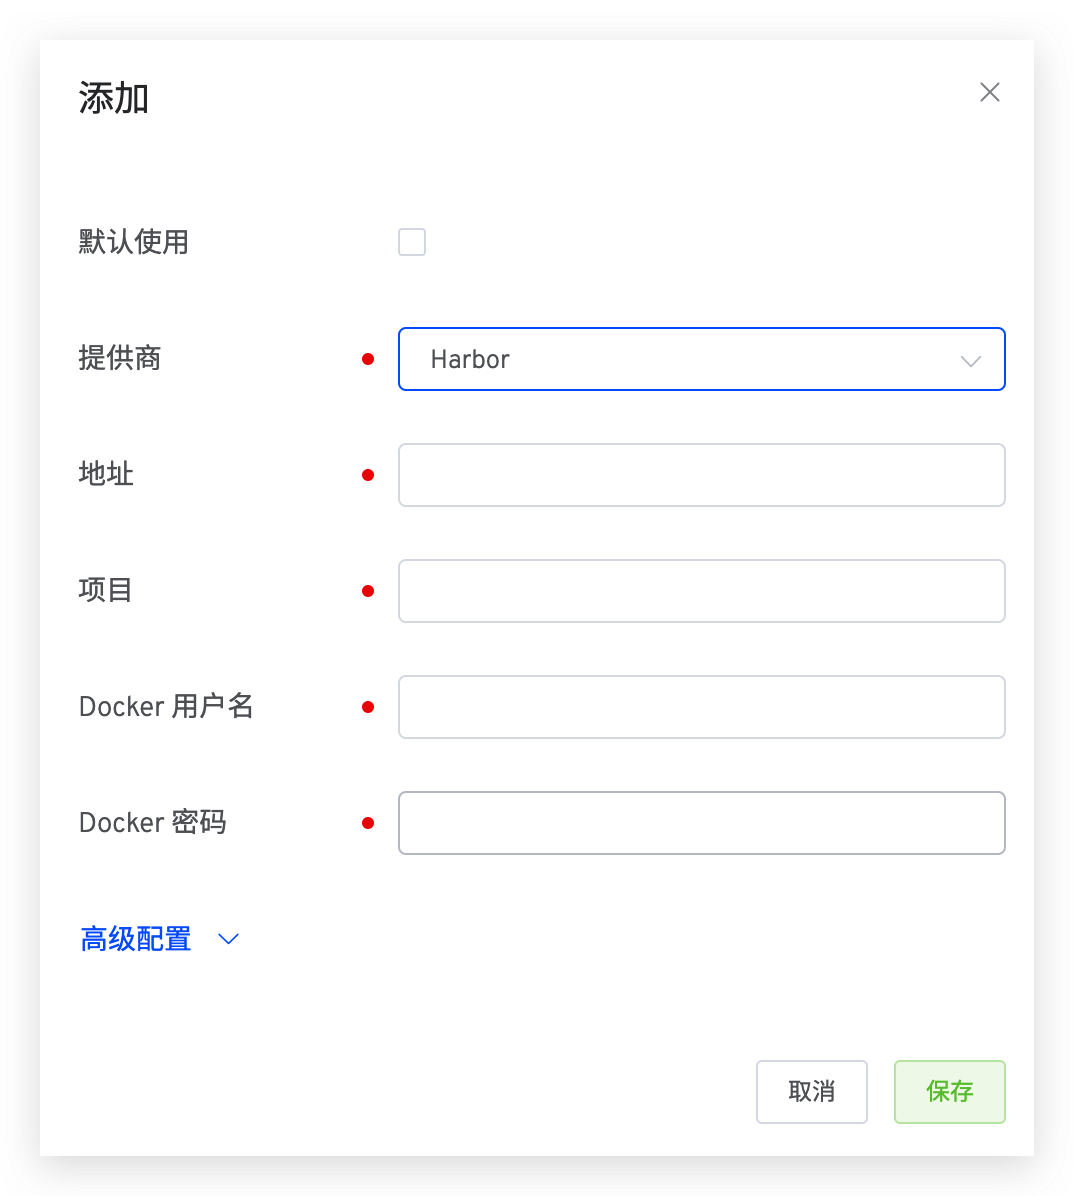 添加
默认使用
提供商
Harbor
地址
项目
Docker 用户名
Docker 密码
高级配置
取消
保存